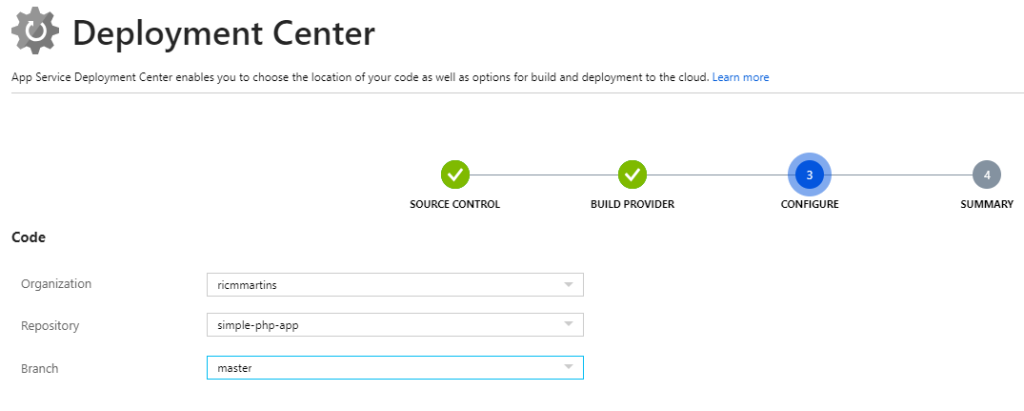 Deployment Center
App Service Deployment Center enables you to choose the location of your code as well as options for build and deployment to the cloud. Learn more
3
4
SOURCE CONTROL
BUILD PROVIDER
CONFIGURE
SUMMARY
Code
Organization
ricmmartins
Repository
simple-php-app
Branch
master